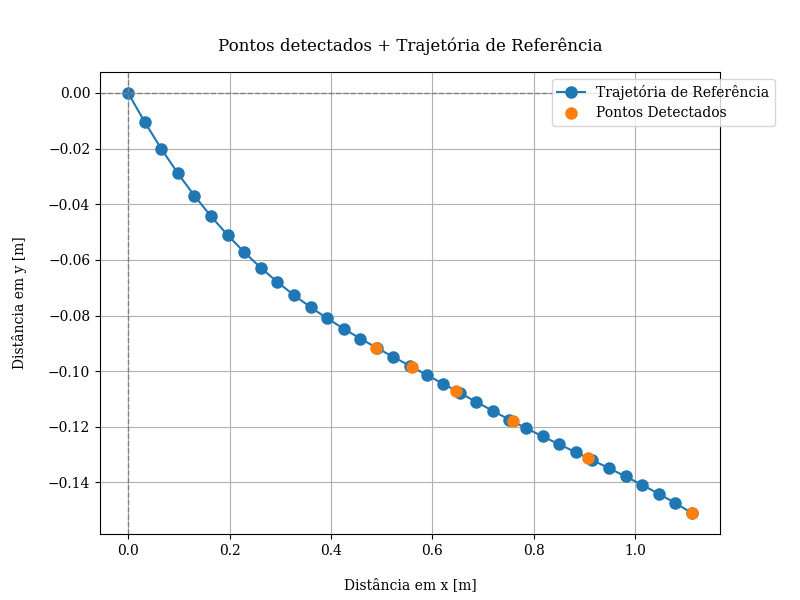 Pontos detectados + Trajetória de Referência
Trajetória de Referência
Pontos Detectados
0.00
−0.02
−0.04
−0.06
−0.08
−0.10
−0.12
−0.14
Distância em y [m]
0.0 0.2 0.4 0.6 0.8 1.0
Distância em x [m]